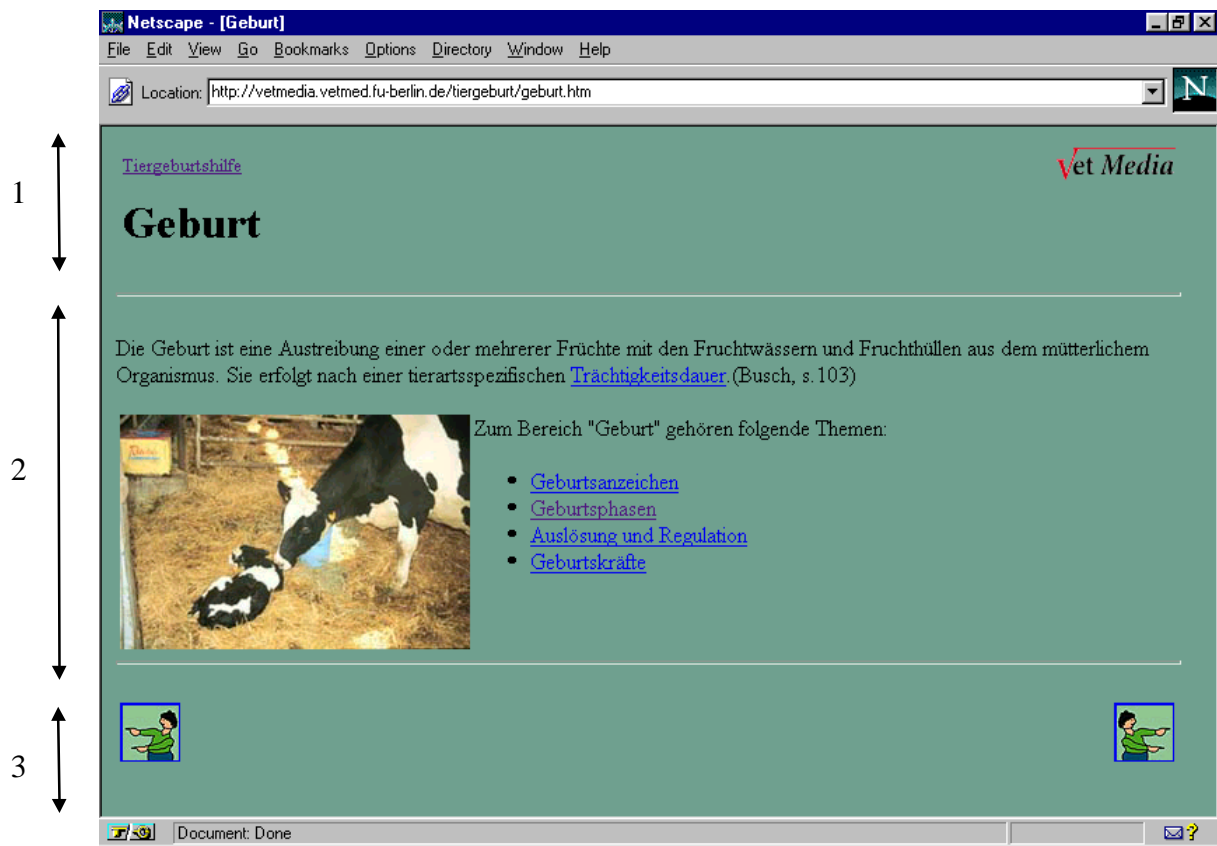 Netscape - [Geburt]
File Edit View Go Bookmarks Options Directory Window Help
Location: http://vetmedia.vetmed.fu-berlin.de/tiergeburt/geburt.htm
N
Tiergeburtshilfe
Vet Media
1
Geburt
Die Geburt ist eine Austreibung einer oder mehrerer Früchte mit den Fruchtwässern und Fruchthüllen aus dem mütterlichem
Organismus. Sie erfolgt nach einer tierartsspezifischen Trächtigkeitsdauer.(Busch, s.103)
Zum Bereich "Geburt" gehören folgende Themen:
2
• Geburtsanzeichen
• Geburtsphasen
• Auslösung und Regulation
• Geburtskräfte
3
Document: Done